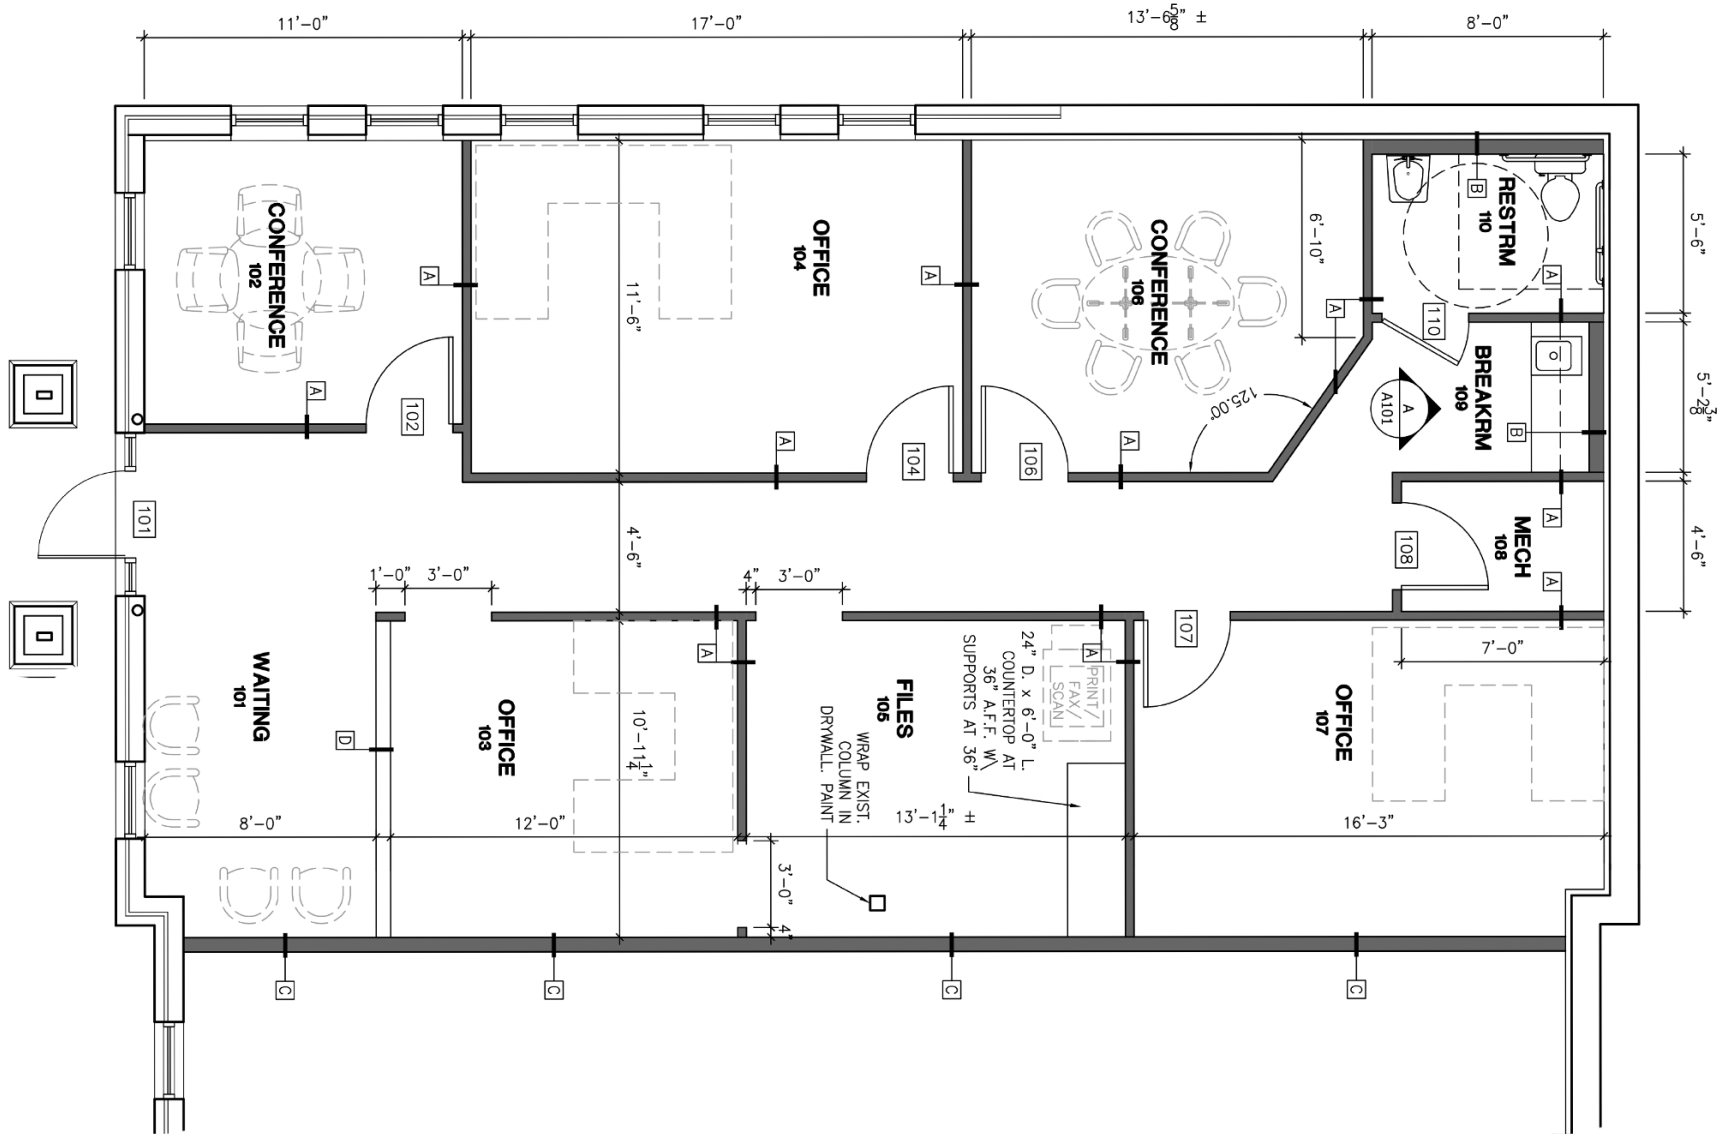 11'-0"
17'-0"
13'-6 5/8" ±
8'-0"
CONFERENCE
102
OFFICE
104
CONFERENCE
106
RESTRM
110
B
A
5'-6"
6'-10"
A
A
11'-6"
A
110
BREAKRM
109
A
A101
B
5'-2 3/8"
A
102
A
104
106
A
125.00°
101
4'-6"
108
MECH
108
A
A
4'-6"
1'-0"
3'-0"
4"
3'-0"
107
WAITING
101
D
OFFICE
103
10'-11 1/4"
A
FILES
105
A
PRINT/
FAX/
SCAN
24" D. x 6'-0" L.
COUNTERTOP AT
36" A.F.F. W\
SUPPORTS AT 36"
WRAP EXIST.
COLUMN IN
DRYWALL. PAINT
OFFICE
107
7'-0"
8'-0"
12'-0"
13'-1 1/4" ±
16'-3"
3'-0"
4"
C
C
C
C